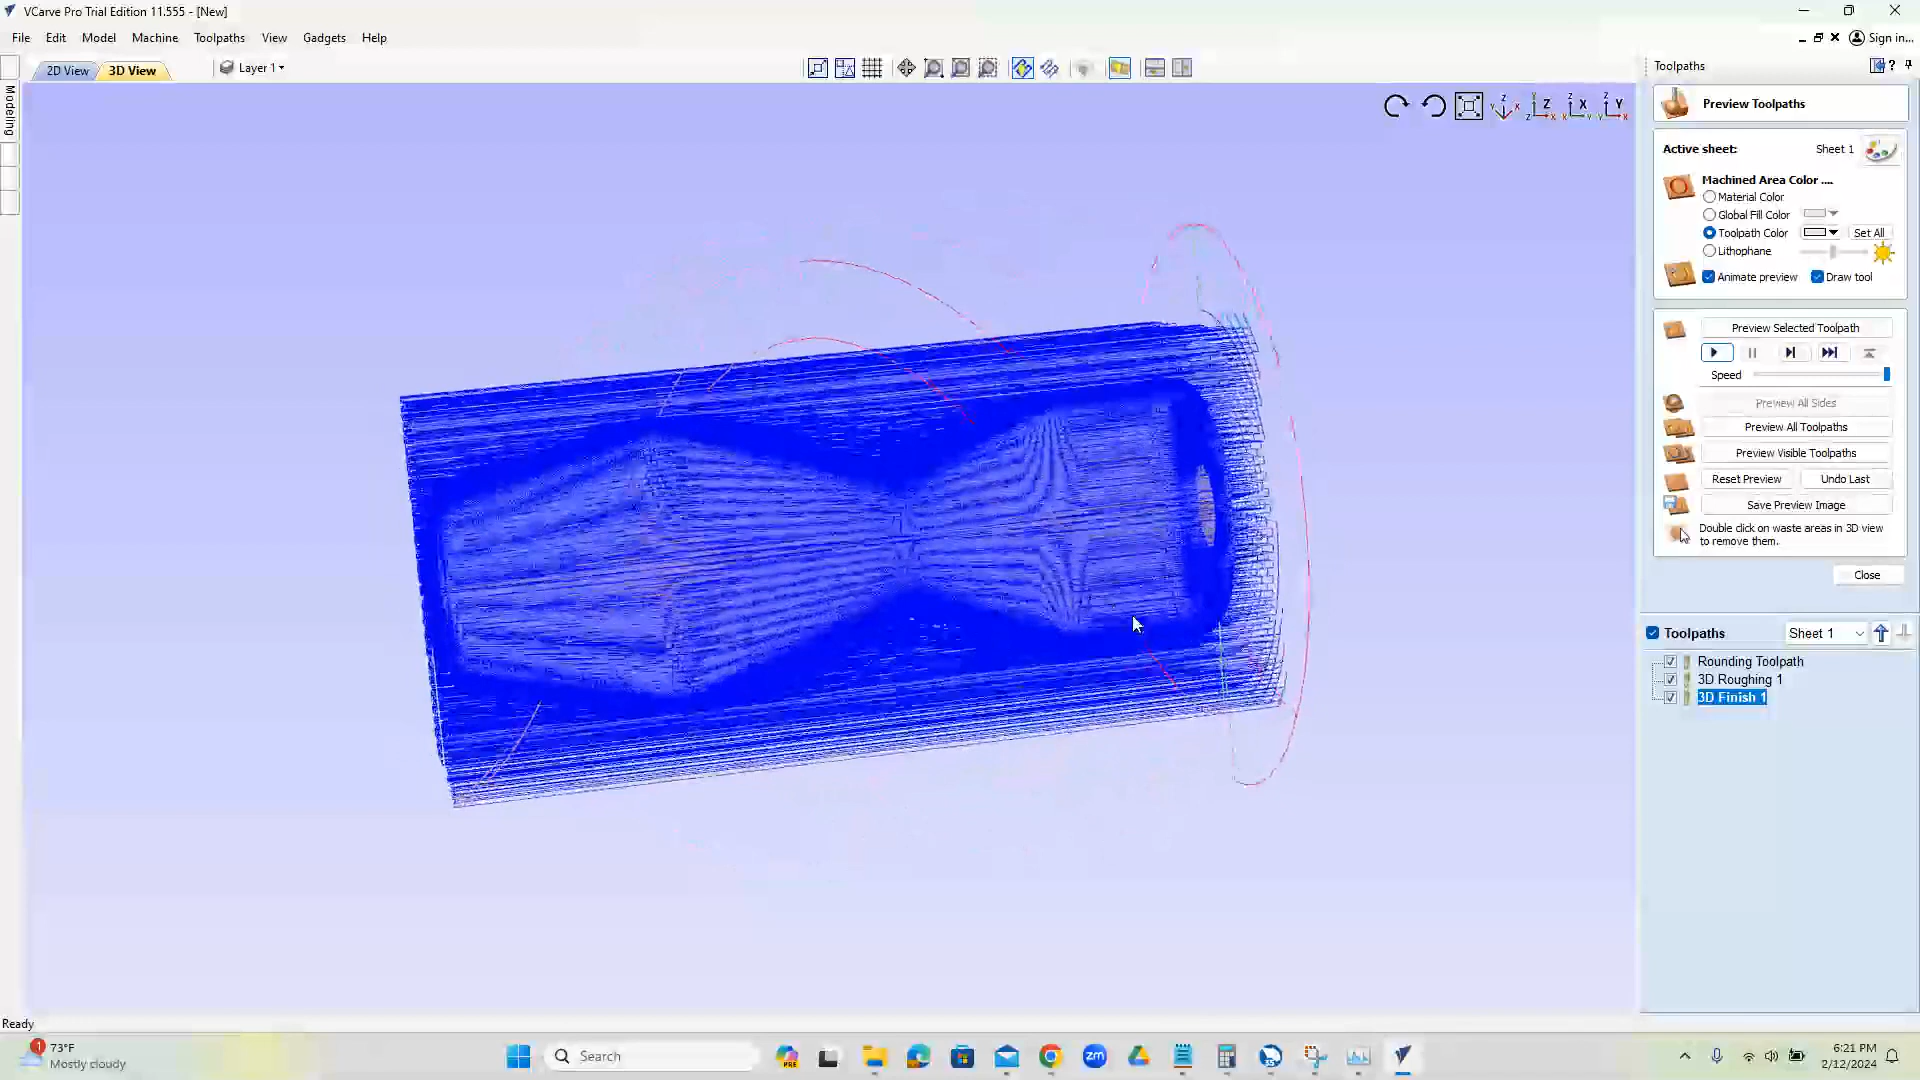 VCarve Pro Trial Edition 11.555 - [New]
File Edit Model Machine Toolpaths View Gadgets Help
Sign in...
2D View 3D View Layer 1
Toolpaths
Modeling
Preview Toolpaths
Active sheet: Sheet 1
Machined Area Color ....
Material Color
Global Fill Color
Toolpath Color Set All
Lithophane
Animate preview Draw tool
Preview Selected Toolpath
Speed
Preview All Sides
Preview All Toolpaths
Preview Visible Toolpaths
Reset Preview Undo Last
Save Preview Image
Double click on waste areas in 3D view
to remove them.
Close
Toolpaths Sheet 1
Rounding Toolpath
3D Roughing 1
3D Finish 1
Ready
1 73°F
Mostly cloudy
Search
PRE
zm
6:21 PM
2/12/2024